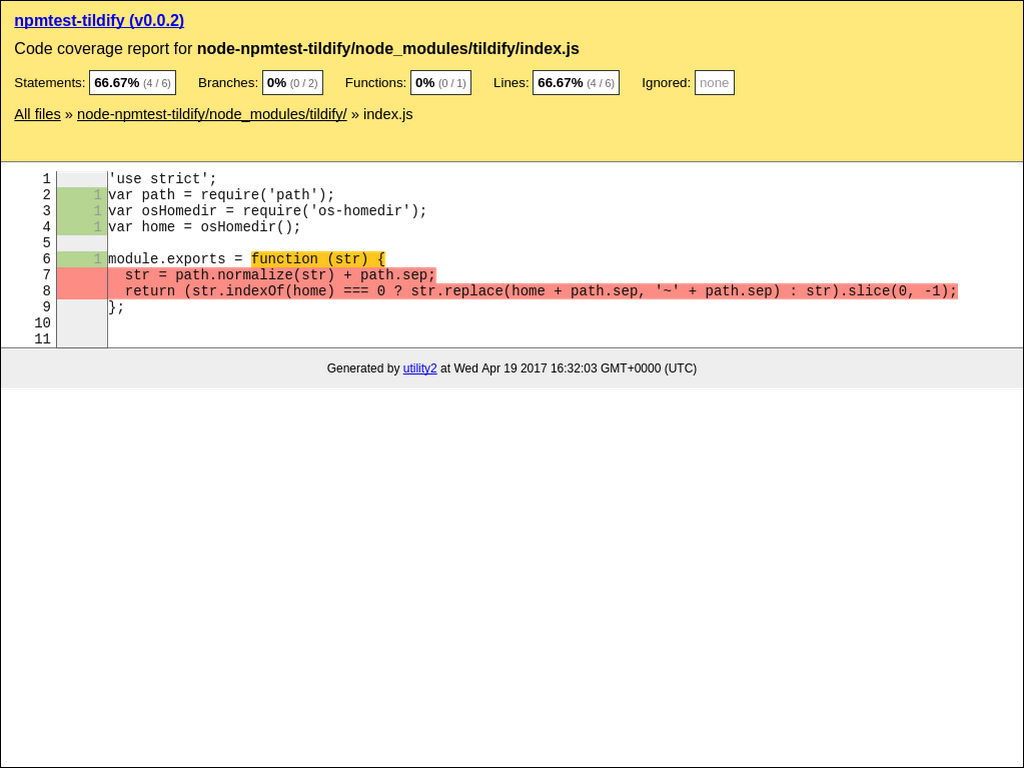 npmtest-tildify (v0.0.2)
Code coverage report for node-npmtest-tildify/node_modules/tildify/index.js
Statements: 66.67% (4 / 6) Branches: 0% (0 / 2) Functions: 0% (0 / 1) Lines: 66.67% (4 / 6) Ignored: none
All files » node-npmtest-tildify/node_modules/tildify/ » index.js
1 'use strict';
2 1 var path = require('path');
3 1 var osHomedir = require('os-homedir');
4 1 var home = osHomedir();
5
6 1 module.exports = function (str) {
7   str = path.normalize(str) + path.sep;
8   return (str.indexOf(home) === 0 ? str.replace(home + path.sep, '~' + path.sep) : str).slice(0, -1);
9 };
10
11
Generated by utility2 at Wed Apr 19 2017 16:32:03 GMT+0000 (UTC)